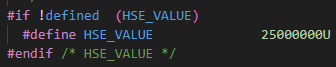 #if !defined  (HSE_VALUE)
  #define HSE_VALUE              25000000U
#endif /* HSE_VALUE */